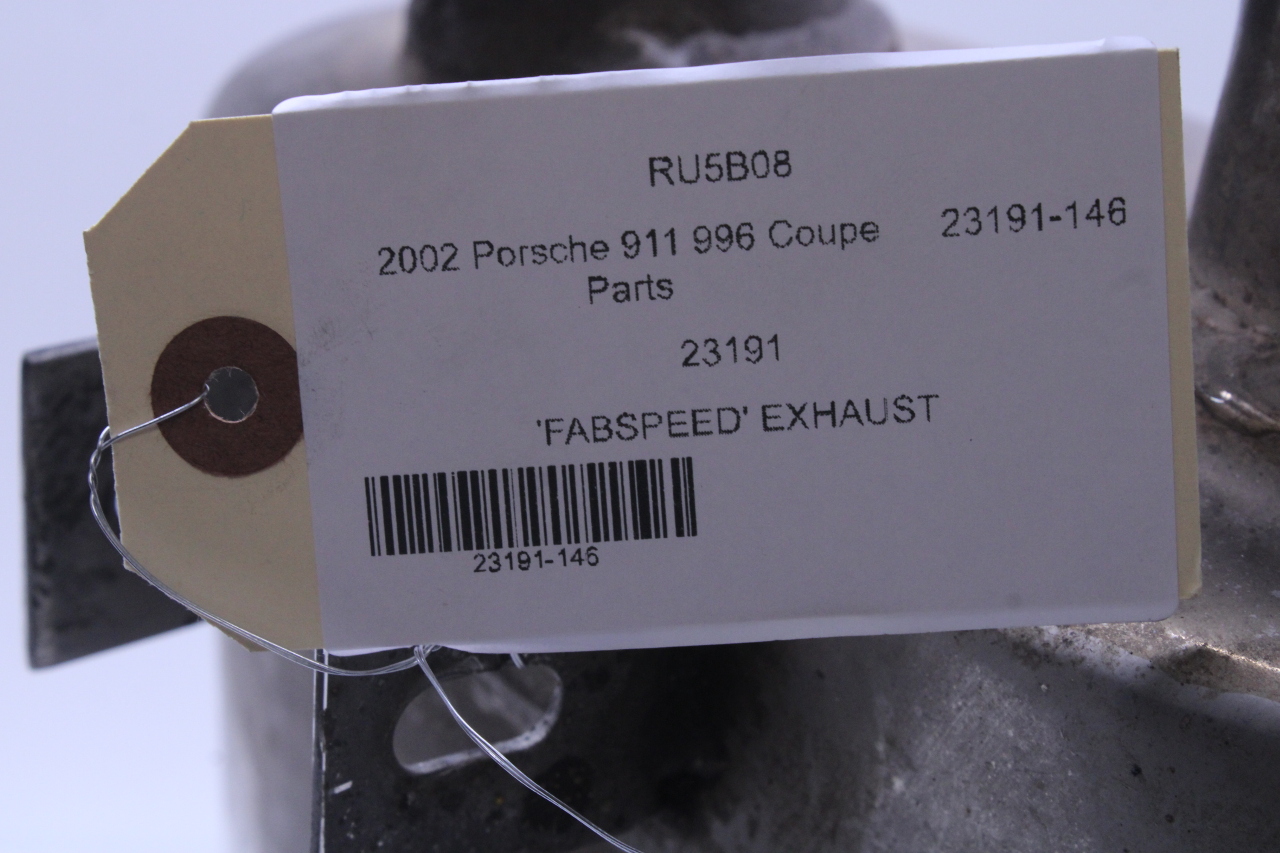 RU5B08
2002 Porsche 911 996 Coupe 23191-146
Parts
23191
'FABSPEED' EXHAUST
23191-146